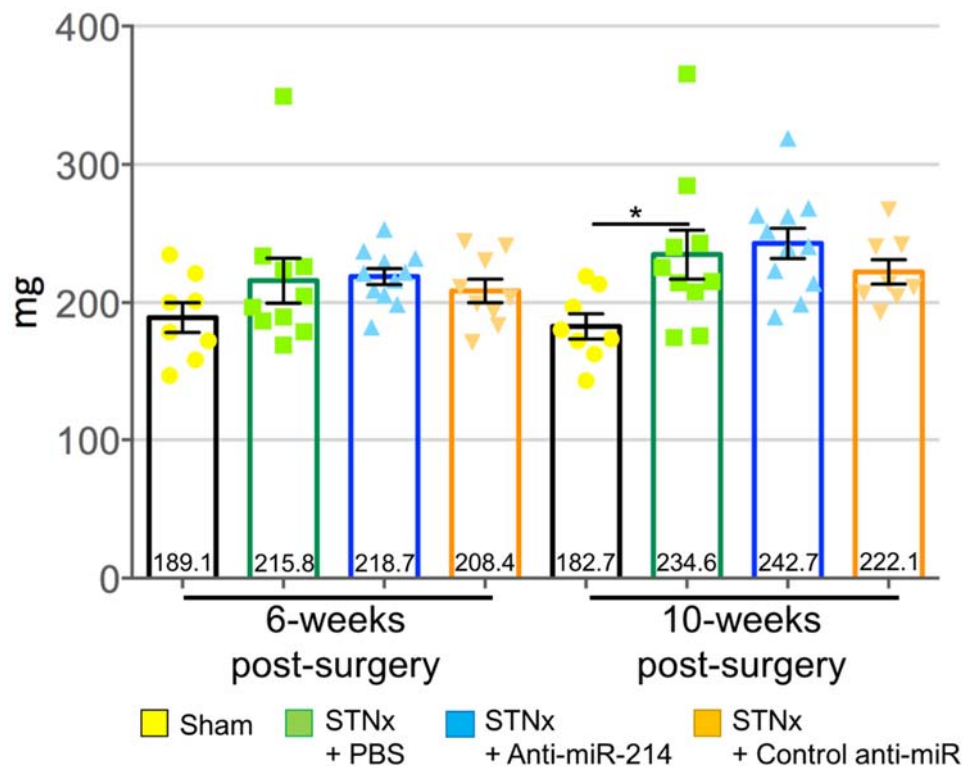 400
300
200
100
0
mg
*
189.1 215.8 218.7 208.4 182.7 234.6 242.7 222.1
6-weeks
post-surgery
10-weeks
post-surgery
Sham
STNx
+ PBS
STNx
+ Anti-miR-214
STNx
+ Control anti-miR